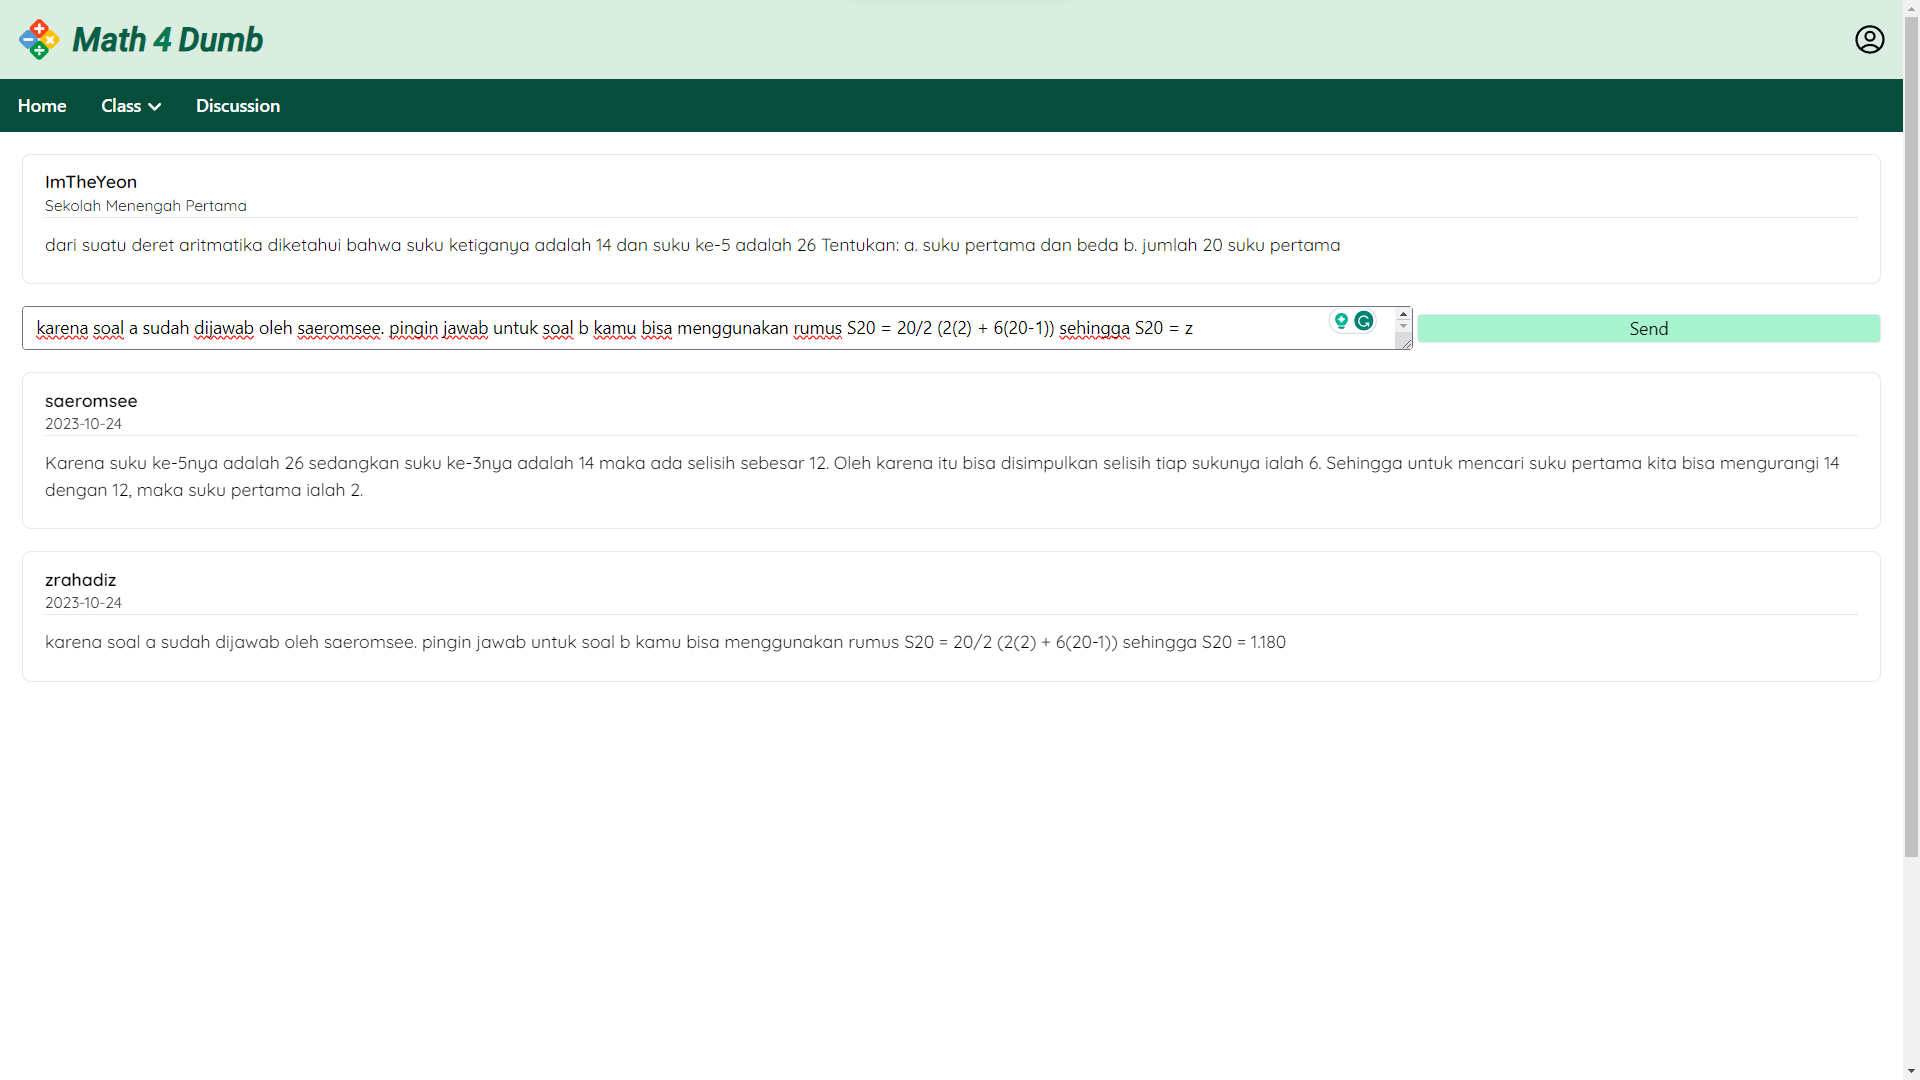 Math 4 Dumb
Home
Class
Discussion
ImTheYeon
Sekolah Menengah Pertama
dari suatu deret aritmatika diketahui bahwa suku ketiganya adalah 14 dan suku ke-5 adalah 26 Tentukan: a. suku pertama dan beda b. jumlah 20 suku pertama
karena soal a sudah dijawab oleh saeromsee. pingin jawab untuk soal b kamu bisa menggunakan rumus S20 = 20/2 (2(2) + 6(20-1)) sehingga S20 = z
Send
saeromsee
2023-10-24
Karena suku ke-5nya adalah 26 sedangkan suku ke-3nya adalah 14 maka ada selisih sebesar 12. Oleh karena itu bisa disimpulkan selisih tiap sukunya ialah 6. Sehingga untuk mencari suku pertama kita bisa mengurangi 14
dengan 12, maka suku pertama ialah 2.
zrahadiz
2023-10-24
karena soal a sudah dijawab oleh saeromsee. pingin jawab untuk soal b kamu bisa menggunakan rumus S20 = 20/2 (2(2) + 6(20-1)) sehingga S20 = 1.180